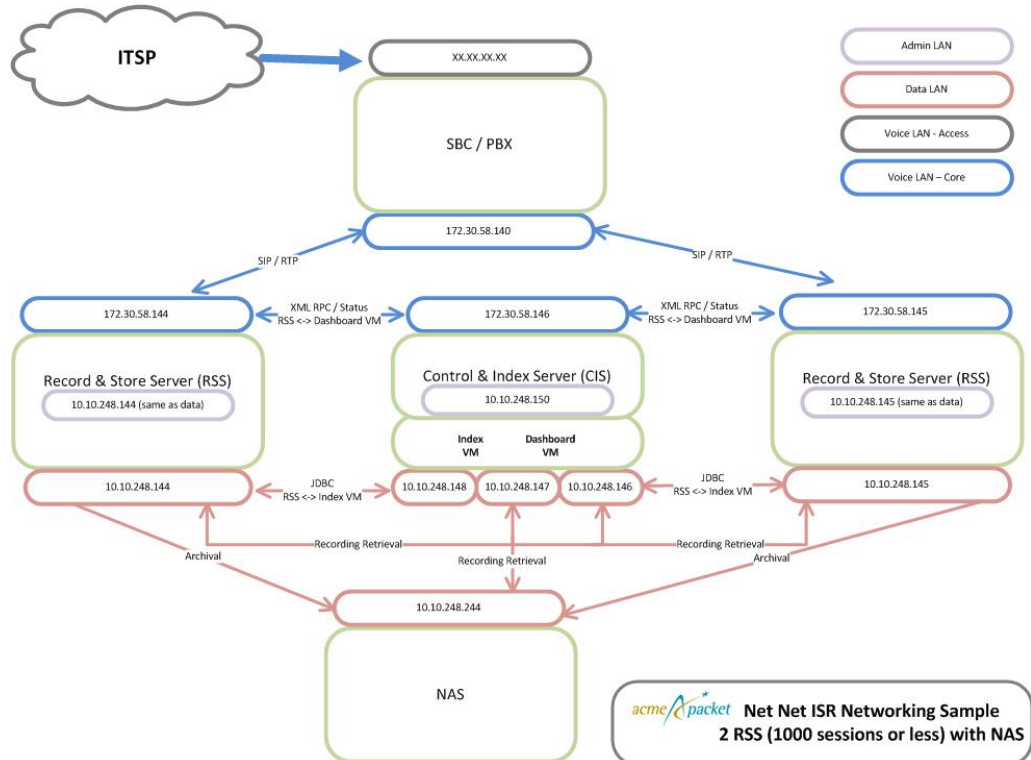 ITSP
XX.XX.XX.XX
Admin LAN
Data LAN
Voice LAN - Access
Voice LAN – Core
SBC / PBX
172.30.58.140
SIP / RTP
SIP / RTP
172.30.58.144
XML RPC / Status
RSS <-> Dashboard VM
172.30.58.146
XML RPC / Status
RSS <-> Dashboard VM
172.30.58.145
Record & Store Server (RSS)
10.10.248.144 (same as data)
Control & Index Server (CIS)
10.10.248.150
Record & Store Server (RSS)
10.10.248.145 (same as data)
Index
VM
Dashboard
VM
10.10.248.144
JDBC
RSS <-> Index VM
10.10.248.148
10.10.248.147
10.10.248.146
JDBC
RSS <-> Index VM
10.10.248.145
Recording Retrieval
Recording Retrieval
Archival
Recording Retrieval
Archival
10.10.248.244
NAS
acme packet
Net Net ISR Networking Sample
2 RSS (1000 sessions or less) with NAS